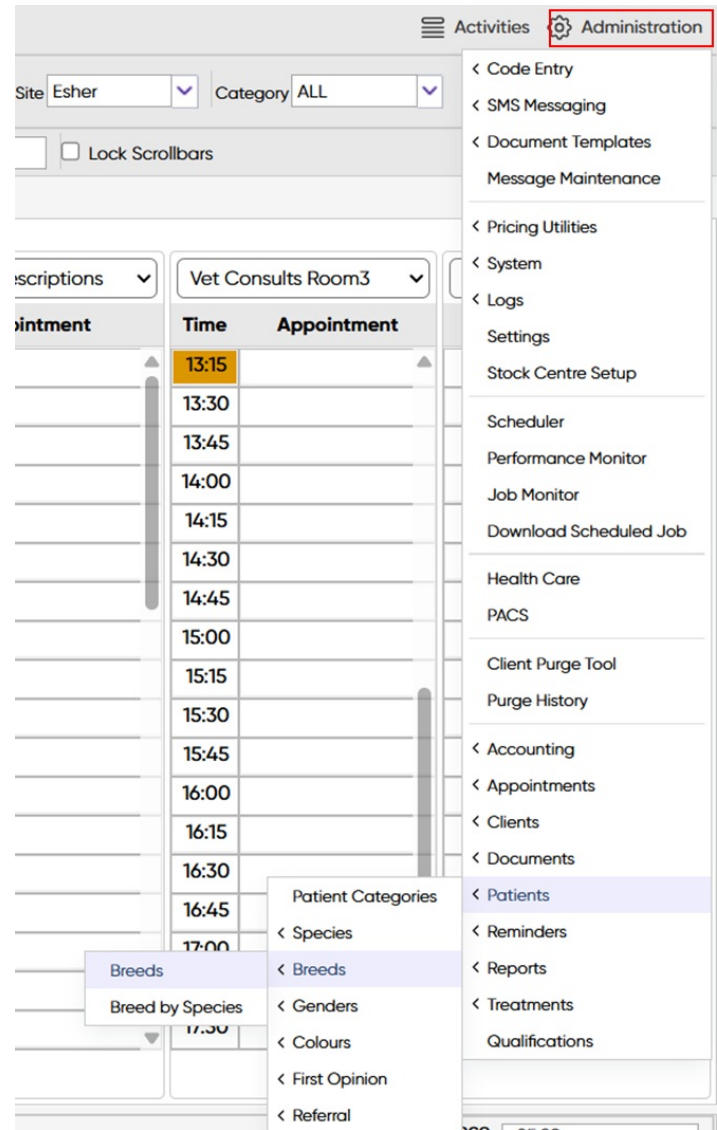 Activities Administration
Site Esher Category ALL
Lock Scrollbars
Vet Consults Room3
Time Appointment
13:15
13:30
13:45
14:00
14:15
14:30
14:45
15:00
15:15
15:30
15:45
16:00
16:15
16:30
16:45
17:00
17:30
< Code Entry
< SMS Messaging
< Document Templates
Message Maintenance
< Pricing Utilities
< System
< Logs
Settings
Stock Centre Setup
Scheduler
Performance Monitor
Job Monitor
Download Scheduled Job
Health Care
PACS
Client Purge Tool
Purge History
< Accounting
< Appointments
< Clients
< Documents
< Patients
< Reminders
< Reports
< Treatments
Qualifications
Patient Categories
< Species
< Breeds
< Genders
< Colours
< First Opinion
< Referral
Breeds
Breed by Species